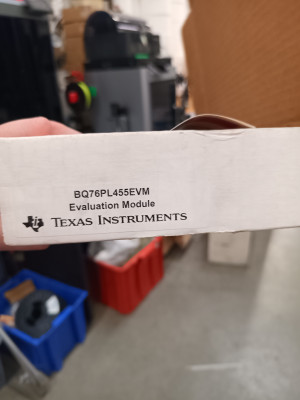 BQ76PL455EVM
Evaluation Module
TEXAS INSTRUMENTS